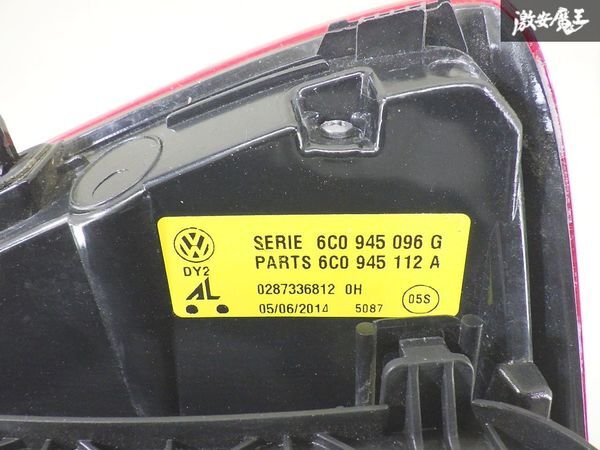 激安魔王
SERIE 6C0 945 096 G
PARTS 6C0 945 112 A
DY2
0287336812 0H
AL
05/06/2014 5087 05S